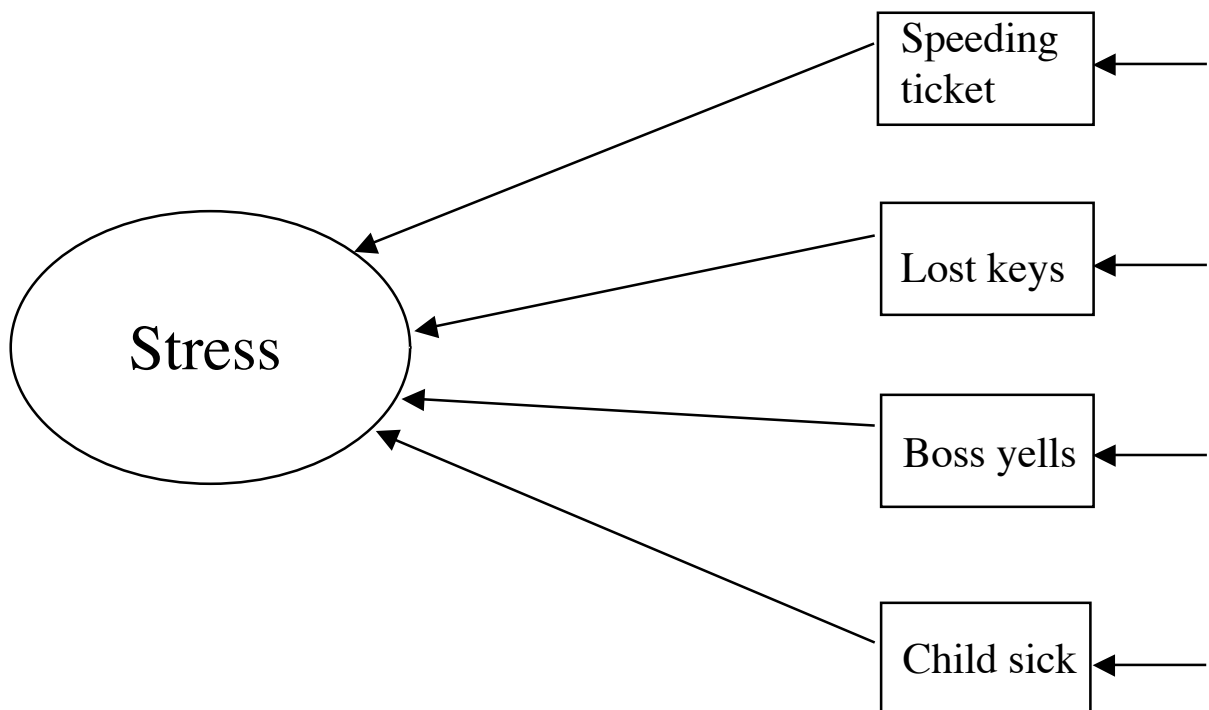 Speeding
ticket
Lost keys
Stress
Boss yells
Child sick